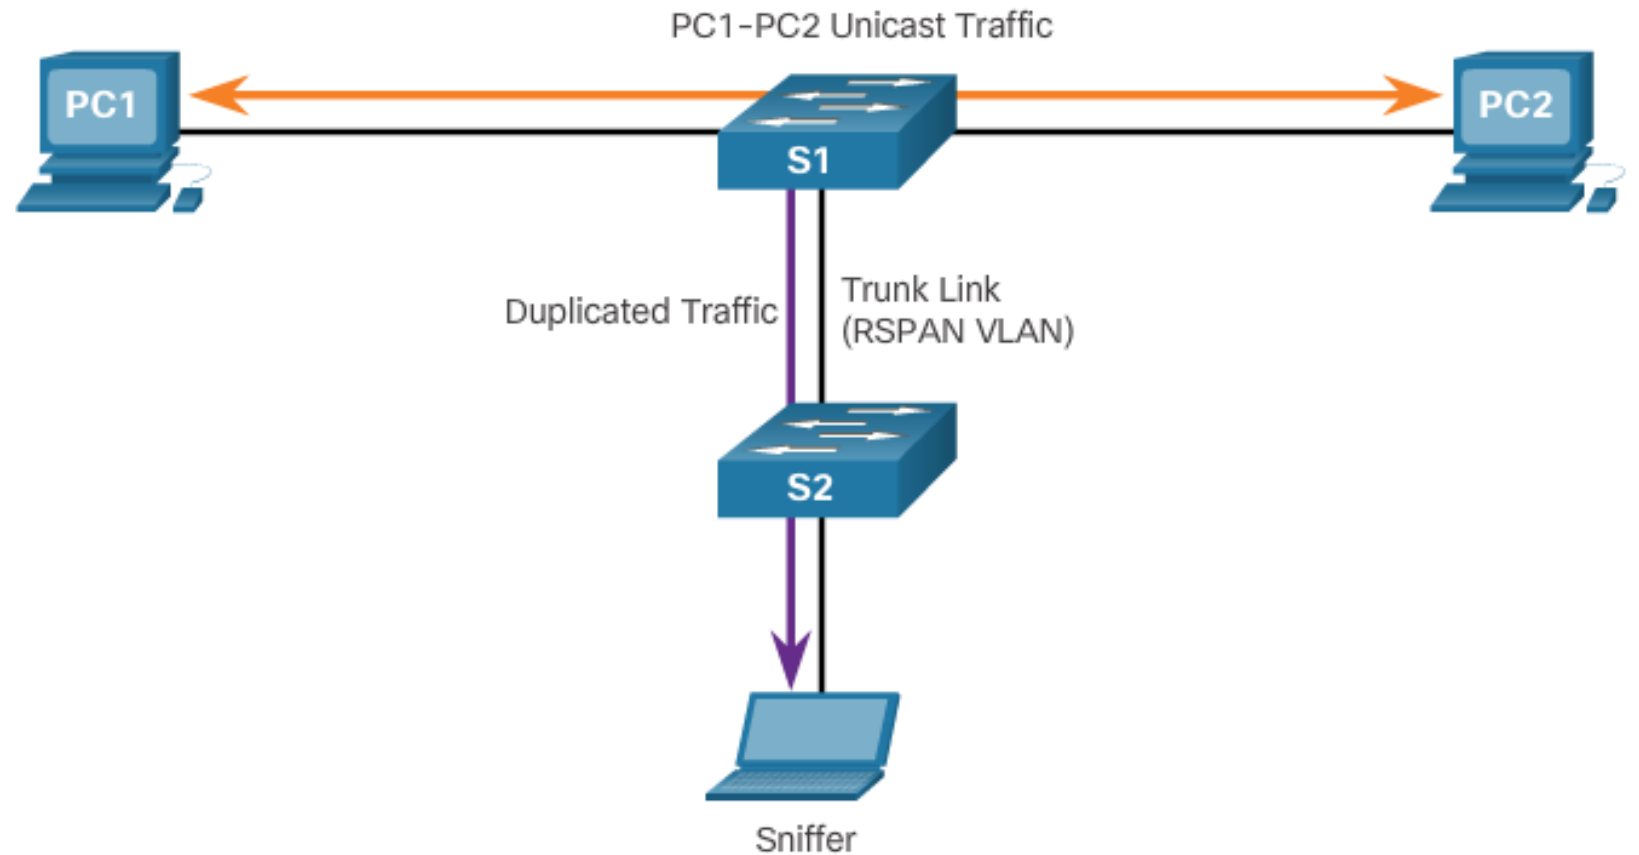 PC1-PC2 Unicast Traffic
PC1
PC2
S1
Duplicated Traffic
Trunk Link
(RSPAN VLAN)
S2
Sniffer